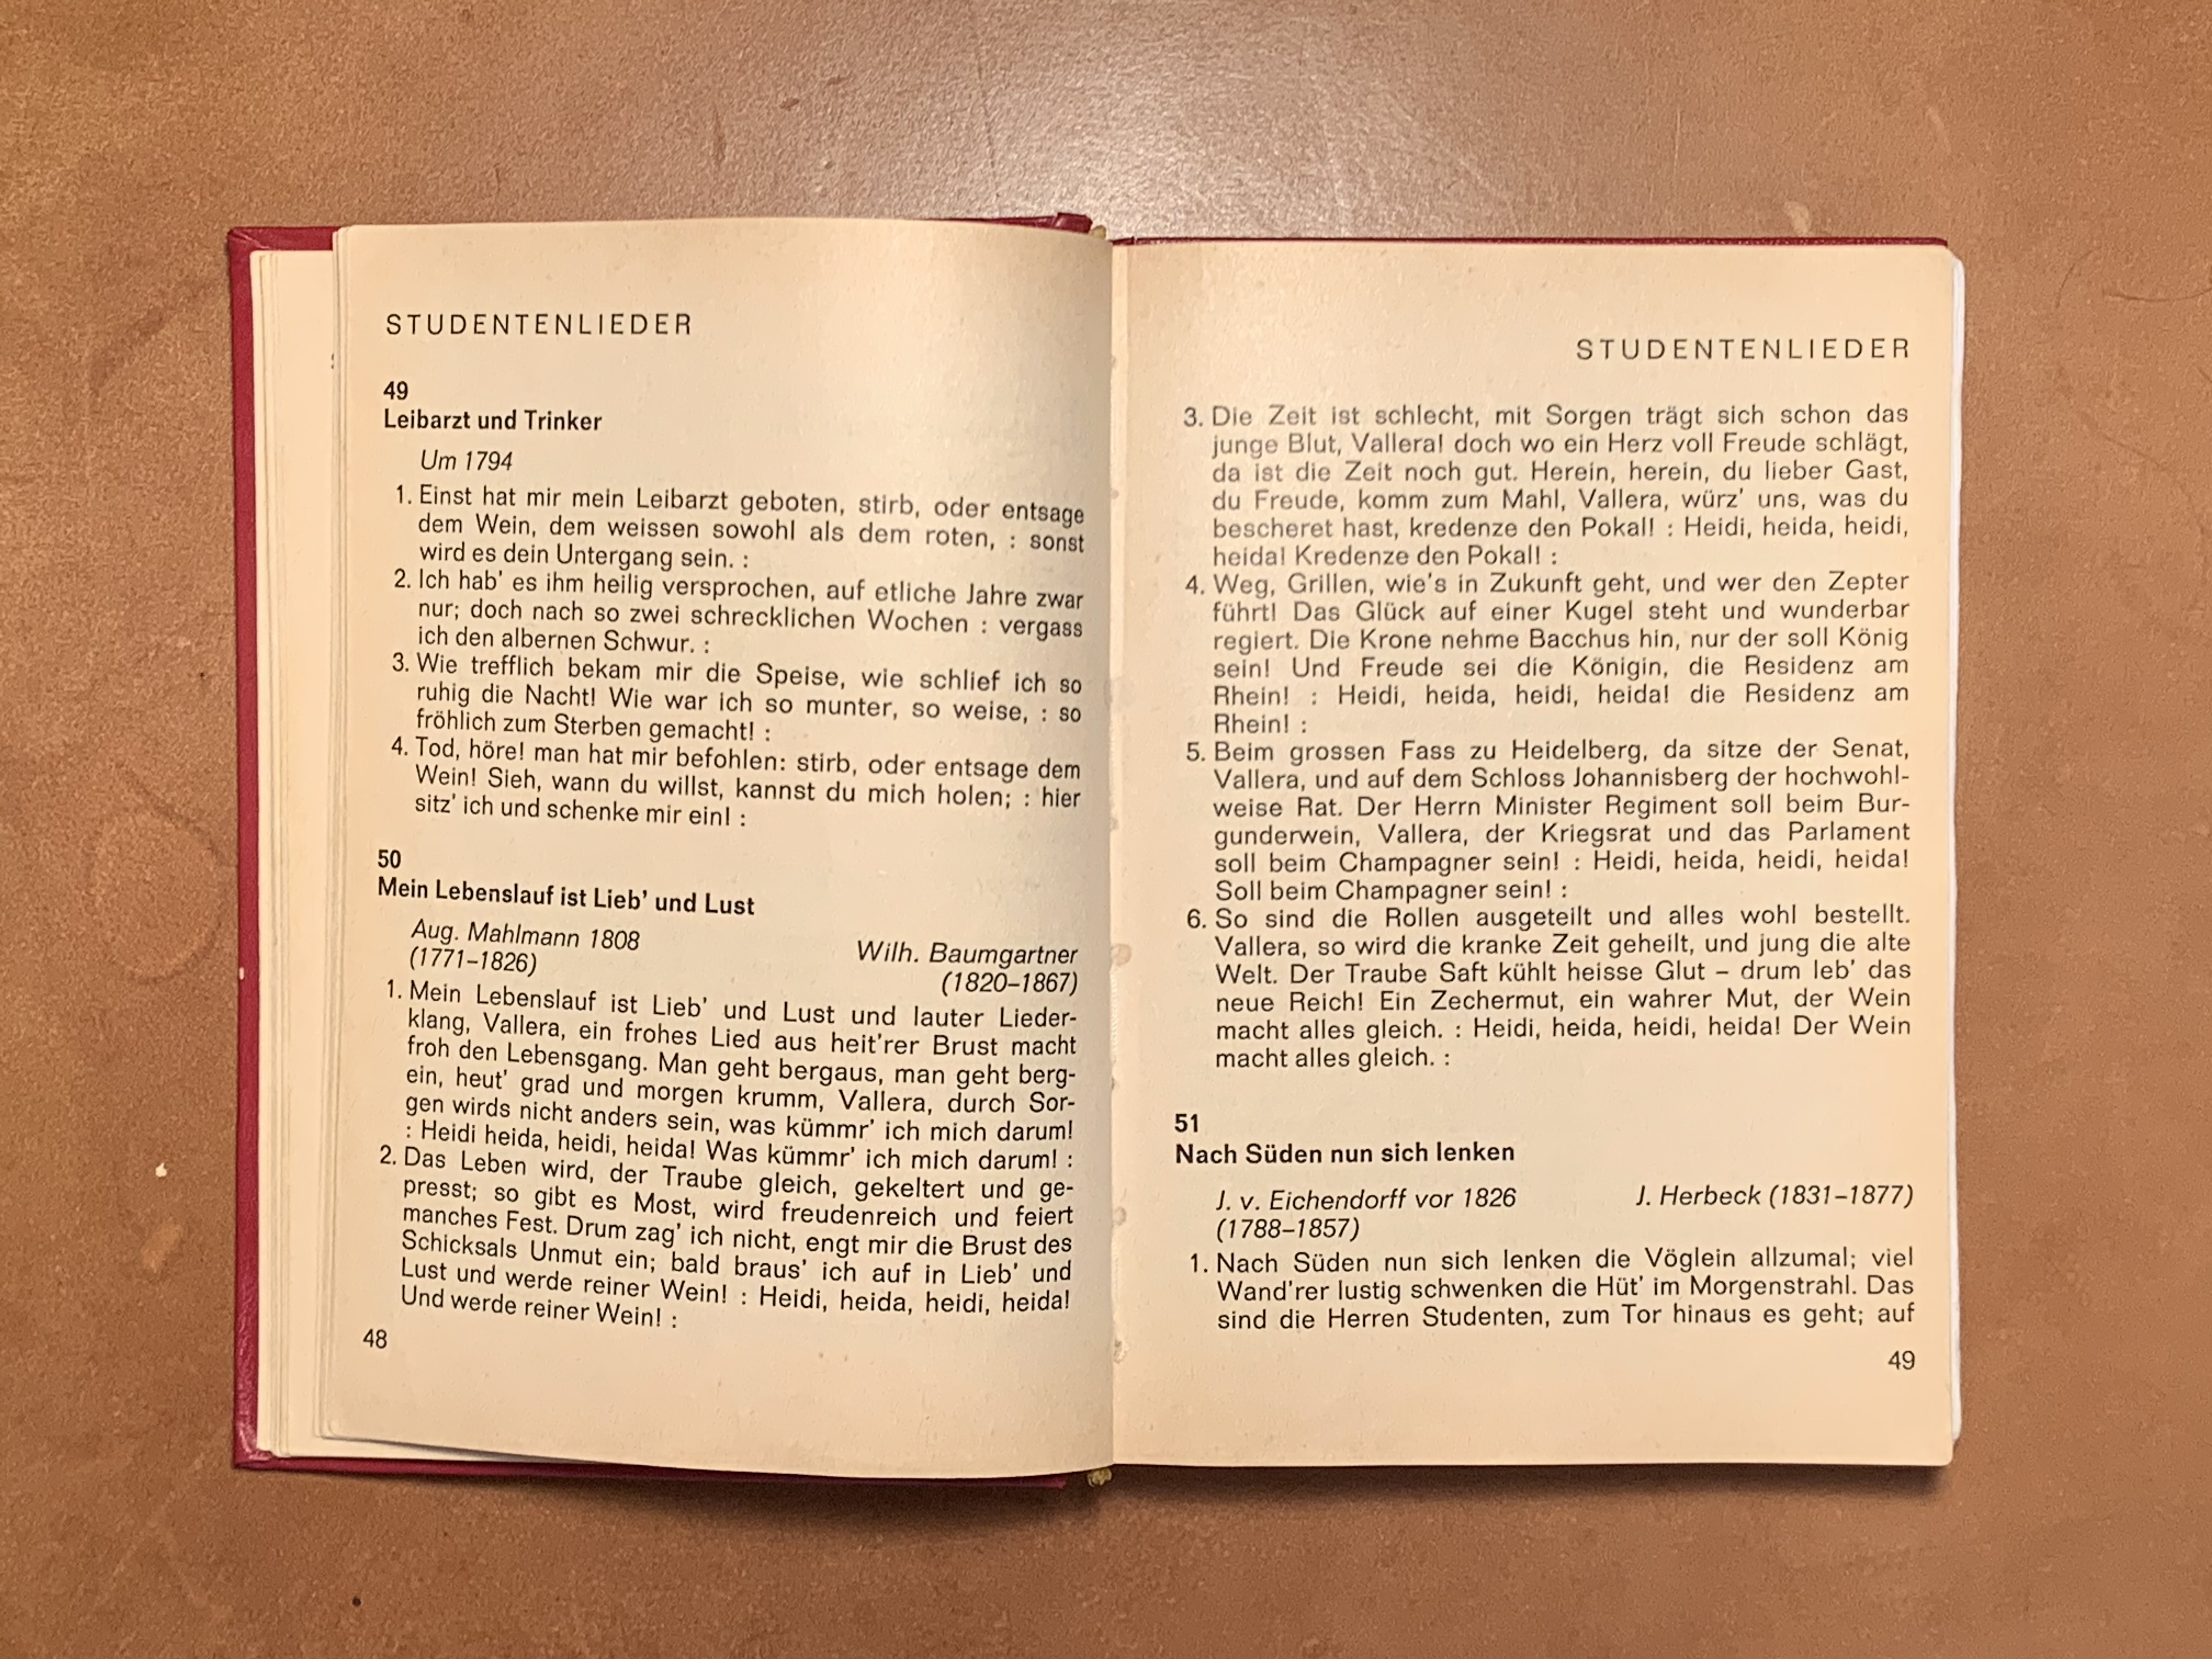 STUDENTENLIEDER
49
Leibarzt und Trinker
Um 1794
1. Einst hat mir mein Leibarzt geboten, stirb, oder entsage
dem Wein, dem weissen sowohl als dem roten, : sonst
wird es dein Untergang sein. :
2. Ich hab' es ihm heilig versprochen, auf etliche Jahre zwar
nur; doch nach so zwei schrecklichen Wochen : vergass
ich den albernen Schwur. :
3. Wie trefflich bekam mir die Speise, wie schlief ich so
ruhig die Nacht! Wie war ich so munter, so weise, : so
fröhlich zum Sterben gemacht! :
4. Tod, höre! man hat mir befohlen: stirb, oder entsage dem
Wein! Sieh, wann du willst, kannst du mich holen; : hier
sitz' ich und schenke mir ein! :
50
Mein Lebenslauf ist Lieb' und Lust
Aug. Mahlmann 1808
(1771–1826)
Wilh. Baumgartner
(1820–1867)
1. Mein Lebenslauf ist Lieb' und Lust und lauter Lieder-
klang, Vallera, ein frohes Lied aus heit'rer Brust macht
froh den Lebensgang. Man geht bergaus, man geht berg-
ein, heut' grad und morgen krumm, Vallera, durch Sor-
gen wirds nicht anders sein, was kümmr' ich mich darum!
: Heidi heida, heidi, heida! Was kümmr' ich mich darum! :
2. Das Leben wird, der Traube gleich, gekeltert und ge-
presst; so gibt es Most, wird freudenreich und feiert
manches Fest. Drum zag' ich nicht, engt mir die Brust des
Schicksals Unmut ein; bald braus' ich auf in Lieb' und
Lust und werde reiner Wein! : Heidi, heida, heidi, heida!
Und werde reiner Wein! :
48
STUDENTENLIEDER
3. Die Zeit ist schlecht, mit Sorgen trägt sich schon das
junge Blut, Vallera! doch wo ein Herz voll Freude schlägt,
da ist die Zeit noch gut. Herein, herein, du lieber Gast,
du Freude, komm zum Mahl, Vallera, würz' uns, was du
bescheret hast, kredenze den Pokal! : Heidi, heida, heidi,
heida! Kredenze den Pokal! :
4. Weg, Grillen, wie's in Zukunft geht, und wer den Zepter
führt! Das Glück auf einer Kugel steht und wunderbar
regiert. Die Krone nehme Bacchus hin, nur der soll König
sein! Und Freude sei die Königin, die Residenz am
Rhein! : Heidi, heida, heidi, heida! die Residenz am
Rhein! :
5. Beim grossen Fass zu Heidelberg, da sitze der Senat,
Vallera, und auf dem Schloss Johannisberg der hochwohl-
weise Rat. Der Herrn Minister Regiment soll beim Bur-
gunderwein, Vallera, der Kriegsrat und das Parlament
soll beim Champagner sein! : Heidi, heida, heidi, heida!
Soll beim Champagner sein! :
6. So sind die Rollen ausgeteilt und alles wohl bestellt.
Vallera, so wird die kranke Zeit geheilt, und jung die alte
Welt. Der Traube Saft kühlt heisse Glut – drum leb' das
neue Reich! Ein Zechermut, ein wahrer Mut, der Wein
macht alles gleich. : Heidi, heida, heidi, heida! Der Wein
macht alles gleich. :
51
Nach Süden nun sich lenken
J. v. Eichendorff vor 1826
(1788–1857)
J. Herbeck (1831–1877)
1. Nach Süden nun sich lenken die Vöglein allzumal; viel
Wand'rer lustig schwenken die Hüt' im Morgenstrahl. Das
sind die Herren Studenten, zum Tor hinaus es geht; auf
49